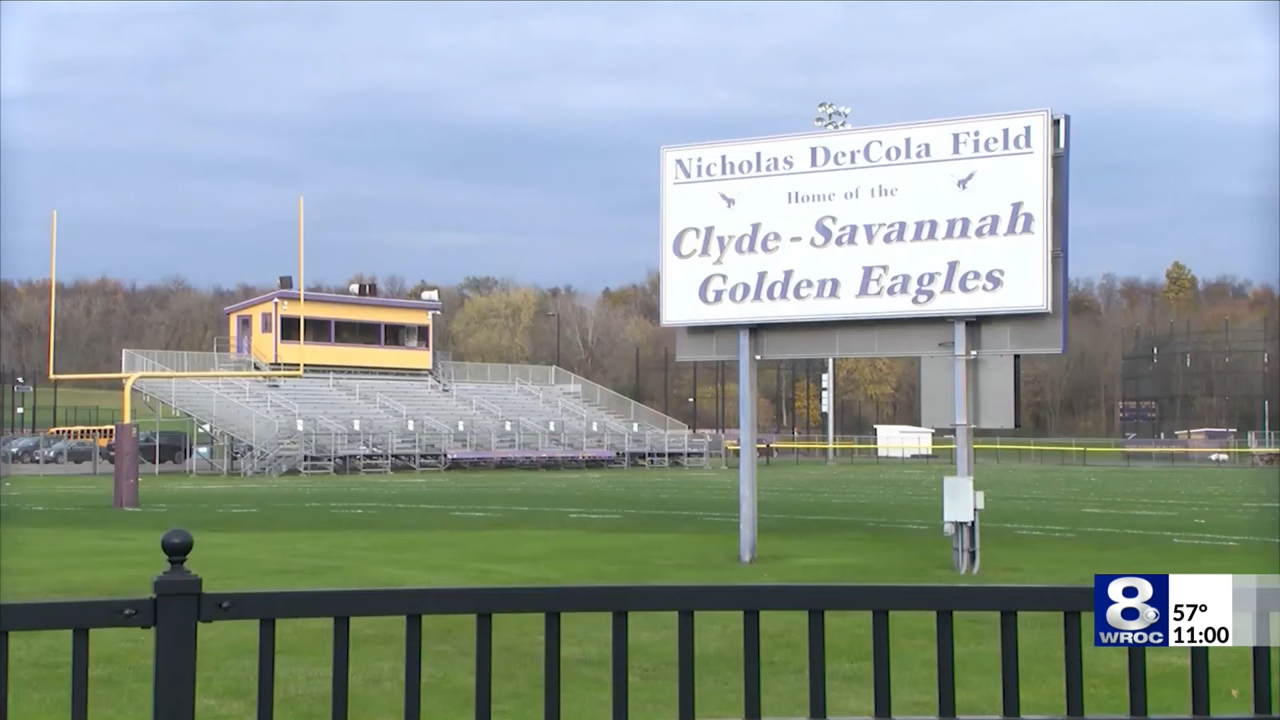 Nicholas DerCola Field
Home of the
Clyde - Savannah
Golden Eagles
8
WROC
57°
11:00